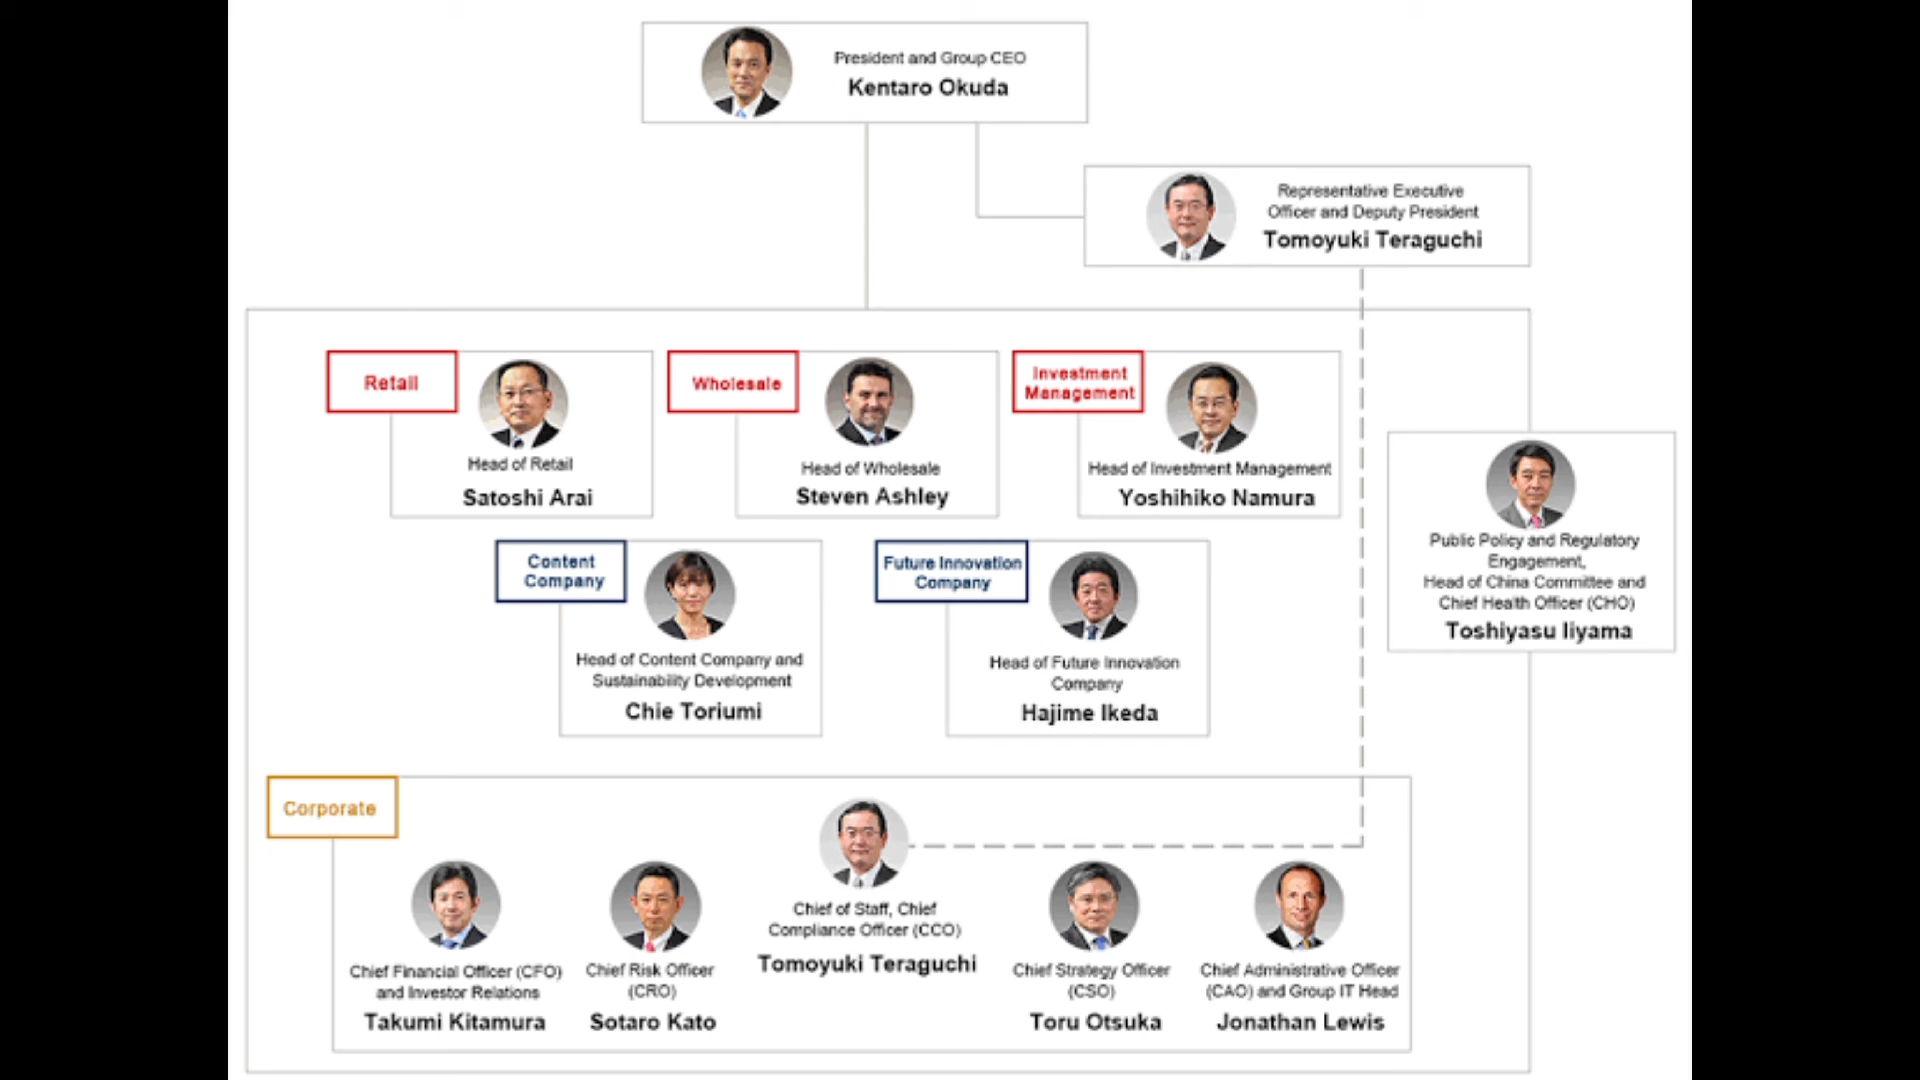 President and Group CEO
Kentaro Okuda
Representative Executive
Officer and Deputy President
Tomoyuki Teraguchi
Retail
Head of Retail
Satoshi Arai
Wholesale
Head of Wholesale
Steven Ashley
Investment
Management
Head of Investment Management
Yoshihiko Namura
Public Policy and Regulatory
Engagement,
Head of China Committee and
Chief Health Officer (CHO)
Toshiyasu Iiyama
Content
Company
Head of Content Company and
Sustainability Development
Chie Toriumi
Future Innovation
Company
Head of Future Innovation
Company
Hajime Ikeda
Corporate
Chief Financial Officer (CFO)
and Investor Relations
Takumi Kitamura
Chief Risk Officer
(CRO)
Sotaro Kato
Chief of Staff, Chief
Compliance Officer (CCO)
Tomoyuki Teraguchi
Chief Strategy Officer
(CSO)
Toru Otsuka
Chief Administrative Officer
(CAO) and Group IT Head
Jonathan Lewis